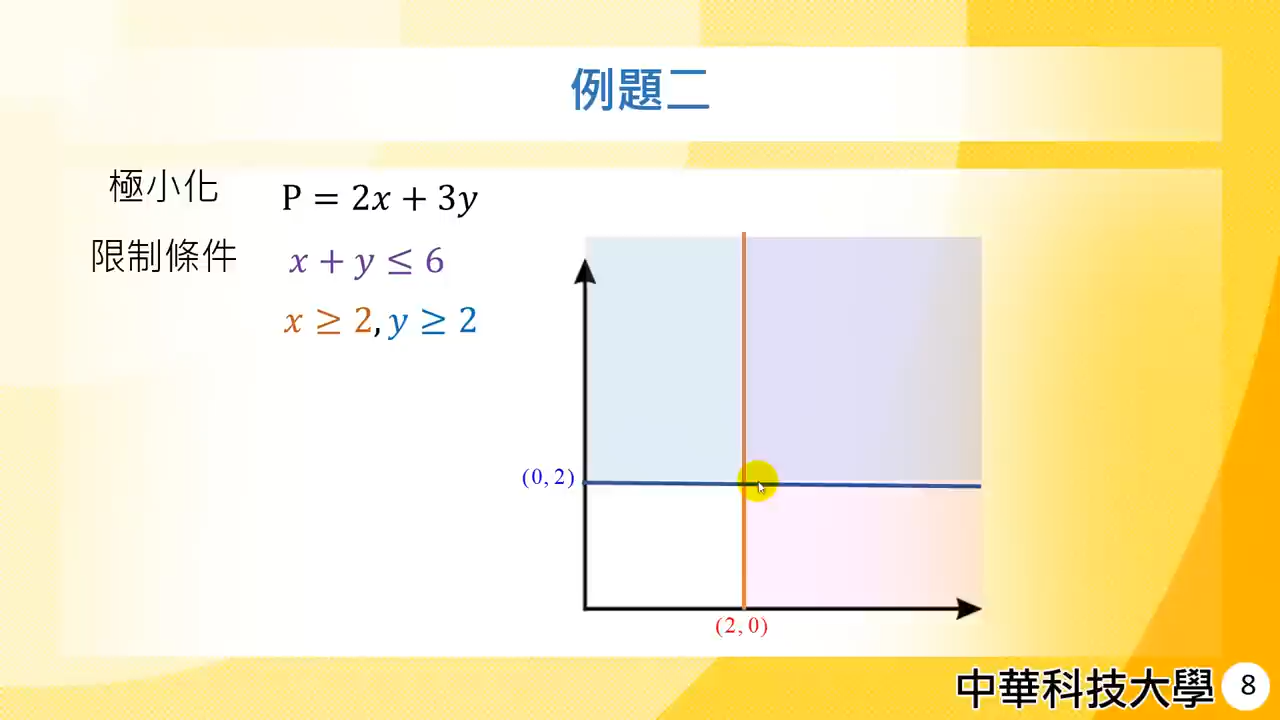 例題二
極小化 P = 2x + 3y
限制條件 x + y ≤ 6
x ≥ 2, y ≥ 2
(0, 2)
(2, 0)
中華科技大學 8